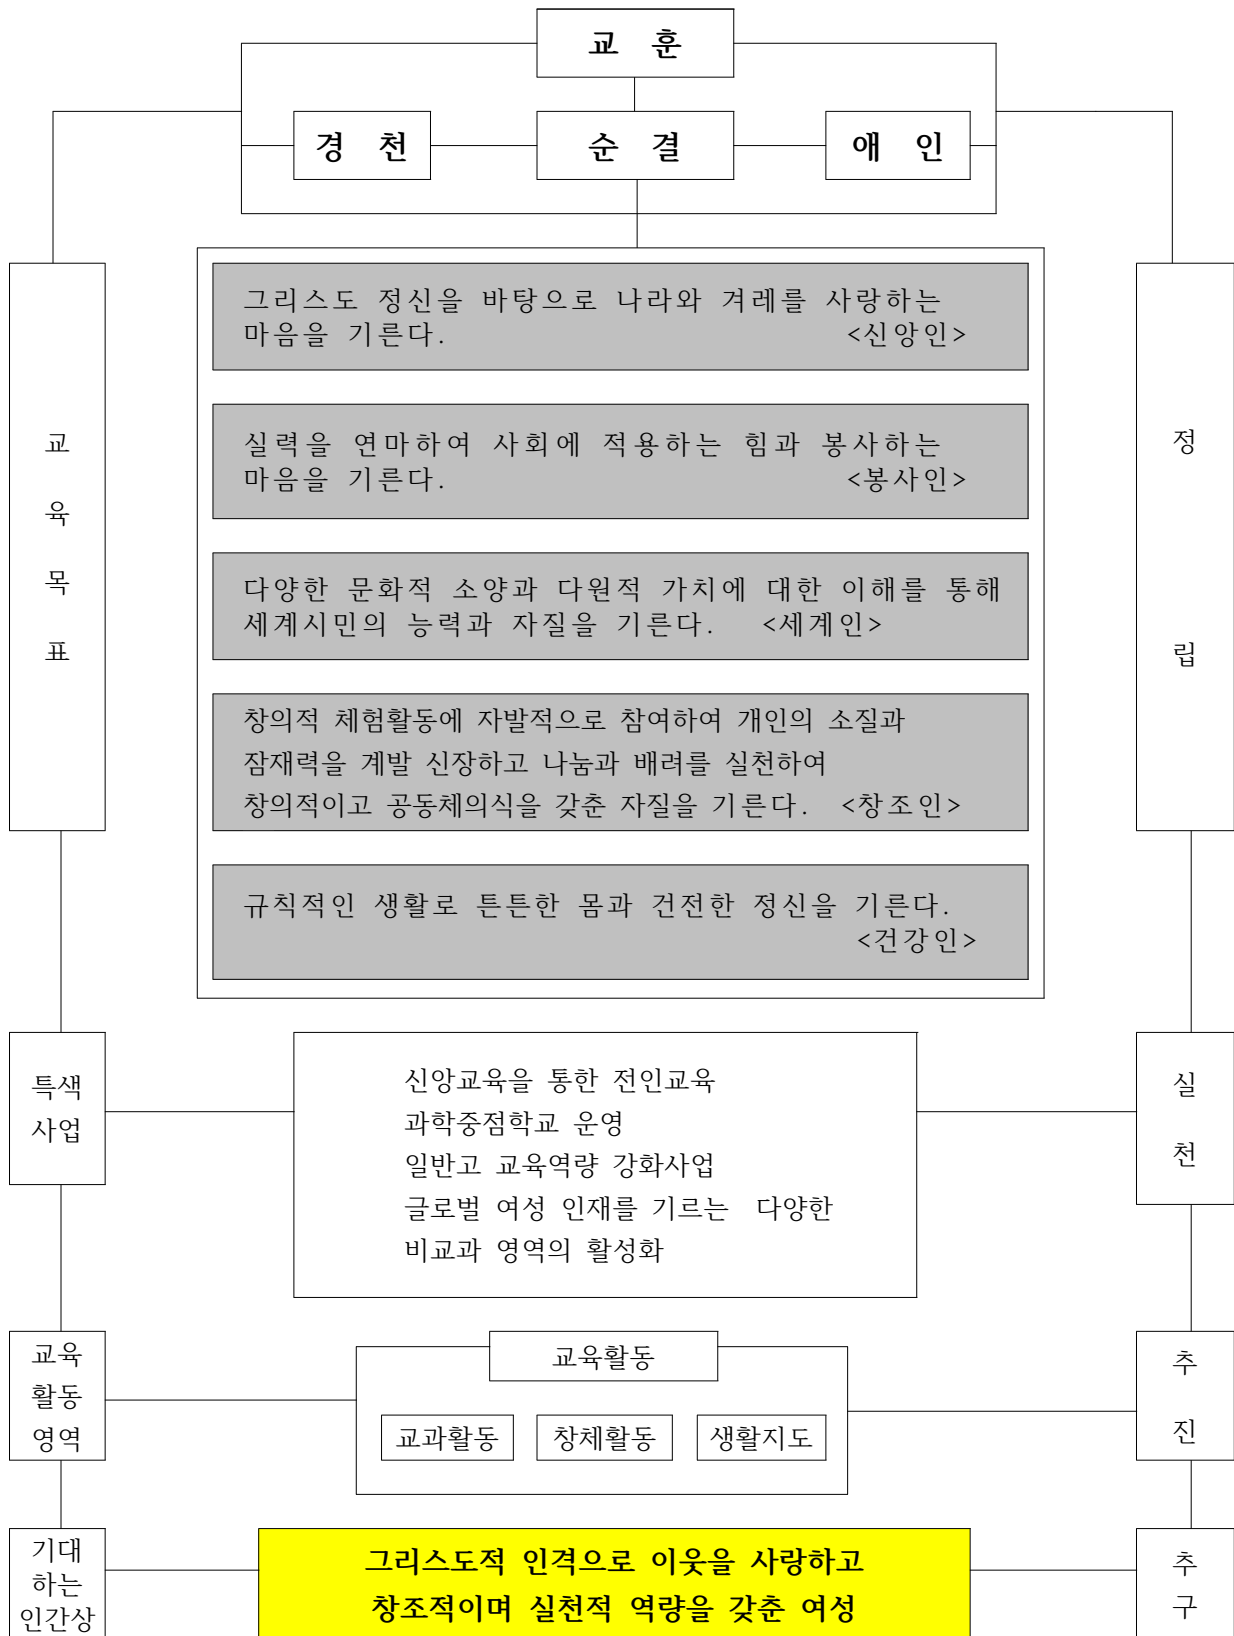 교 훈
경 천
순 결
애 인
교
육
목
표
그리스도 정신을 바탕으로 나라와 겨레를 사랑하는
마음을 기른다. <신앙인>
실력을 연마하여 사회에 적용하는 힘과 봉사하는
마음을 기른다. <봉사인>
다양한 문화적 소양과 다원적 가치에 대한 이해를 통해
세계시민의 능력과 자질을 기른다. <세계인>
창의적 체험활동에 자발적으로 참여하여 개인의 소질과
잠재력을 계발 신장하고 나눔과 배려를 실천하여
창의적이고 공동체의식을 갖춘 자질을 기른다. <창조인>
규칙적인 생활로 튼튼한 몸과 건전한 정신을 기른다.
<건강인>
정
립
특색
사업
신앙교육을 통한 전인교육
과학중점학교 운영
일반고 교육역량 강화사업
글로벌 여성 인재를 기르는 다양한
비교과 영역의 활성화
실
천
교육
활동
영역
교육활동
교과활동
창체활동
생활지도
추
진
기대
하는
인간상
그리스도적 인격으로 이웃을 사랑하고
창조적이며 실천적 역량을 갖춘 여성
추
구